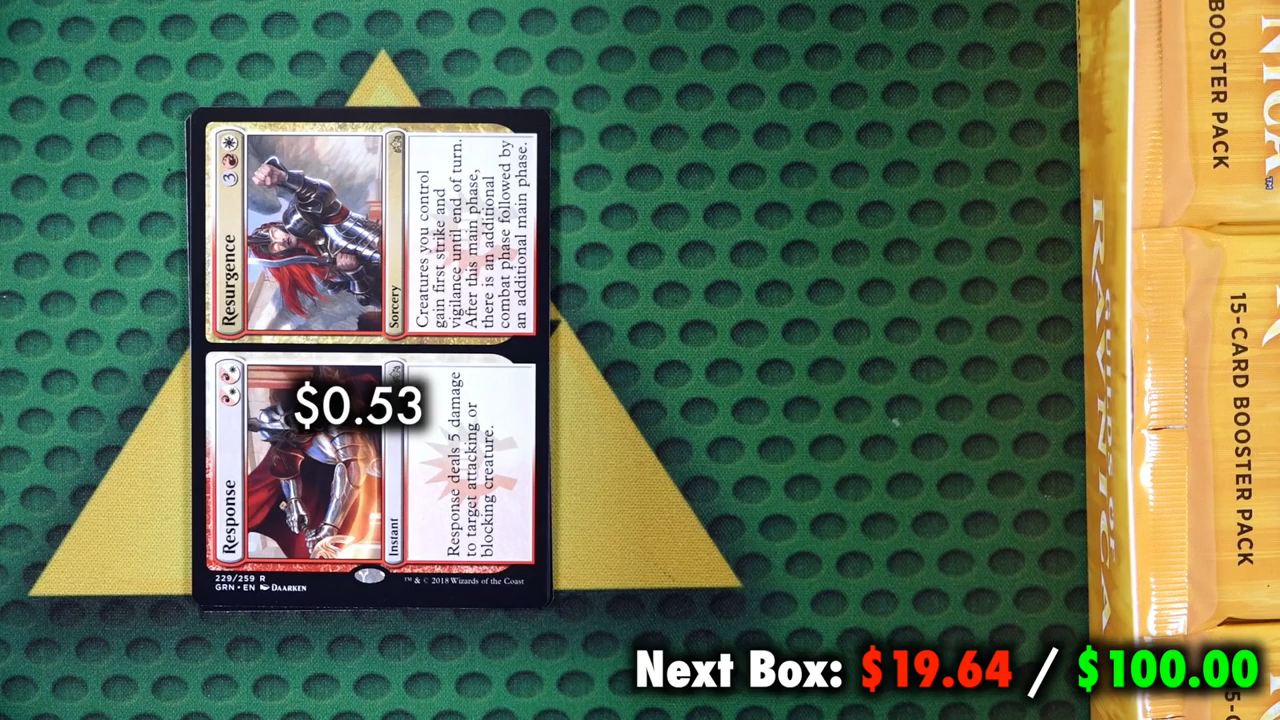 Resurgence
3
Sorcery
Creatures you control
gain first strike and
vigilance until end of turn.
After this main phase,
there is an additional
combat phase followed by
an additional main phase.
Response
Instant
Response deals 5 damage
to target attacking or
blocking creature.
$0.53
229/259 R
GRN • EN DAARKEN
™ & © 2018 Wizards of the Coast
BOOSTER PACK
NICA™
RAVNICA
15-CARD BOOSTER PACK
Next Box: $19.64 / $100.00